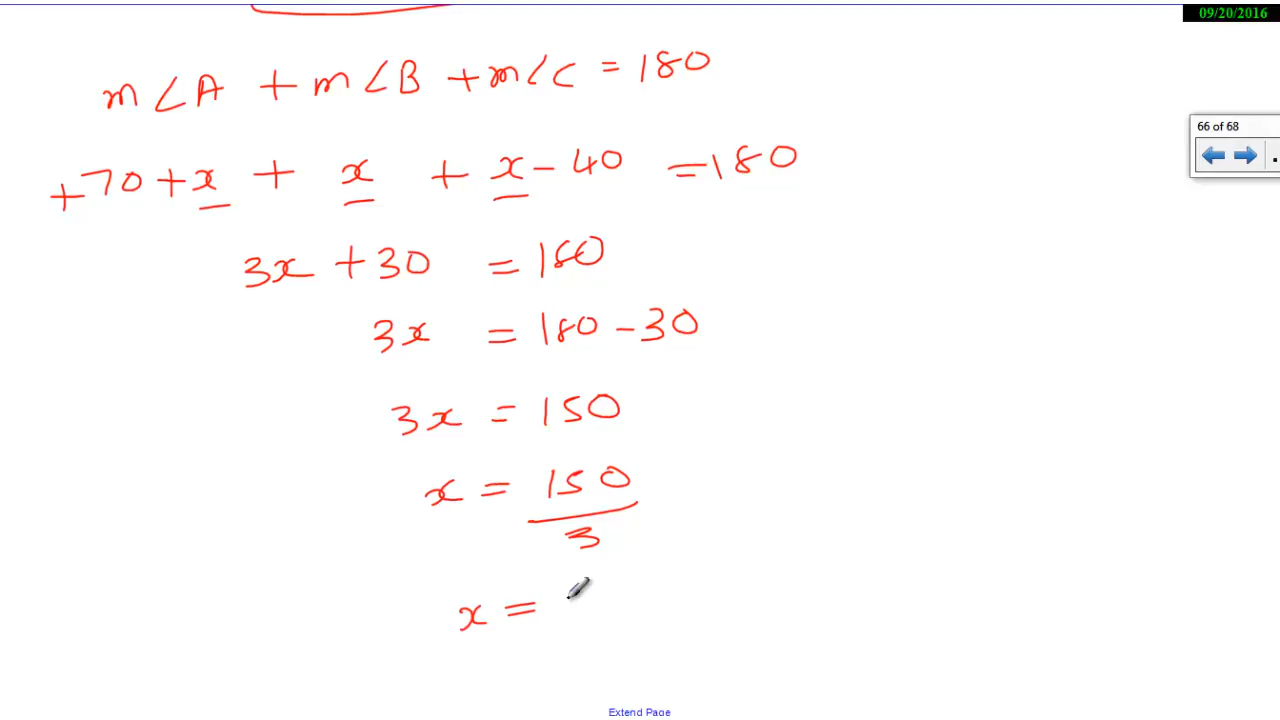 09/20/2016
m∠A + m∠B + m∠C = 180
66 of 68
+70 + x + x + x - 40 = 180
3x + 30 = 180
3x = 180 - 30
3x = 150
x = 150
3
x =
Extend Page